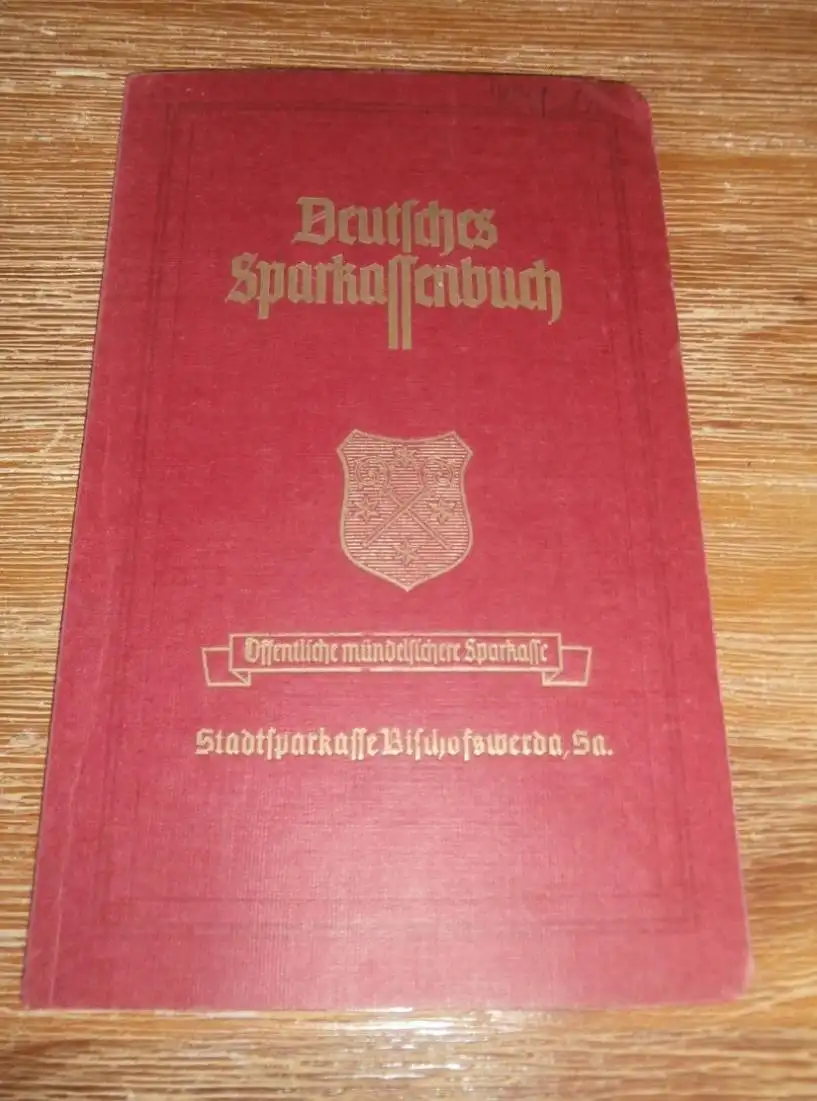 Deutſches
Sparkaſſenbuch
Öffentliche mündelſichere Sparkaſſe
Stadtſparkaſſe Biſchofswerda, Sa.